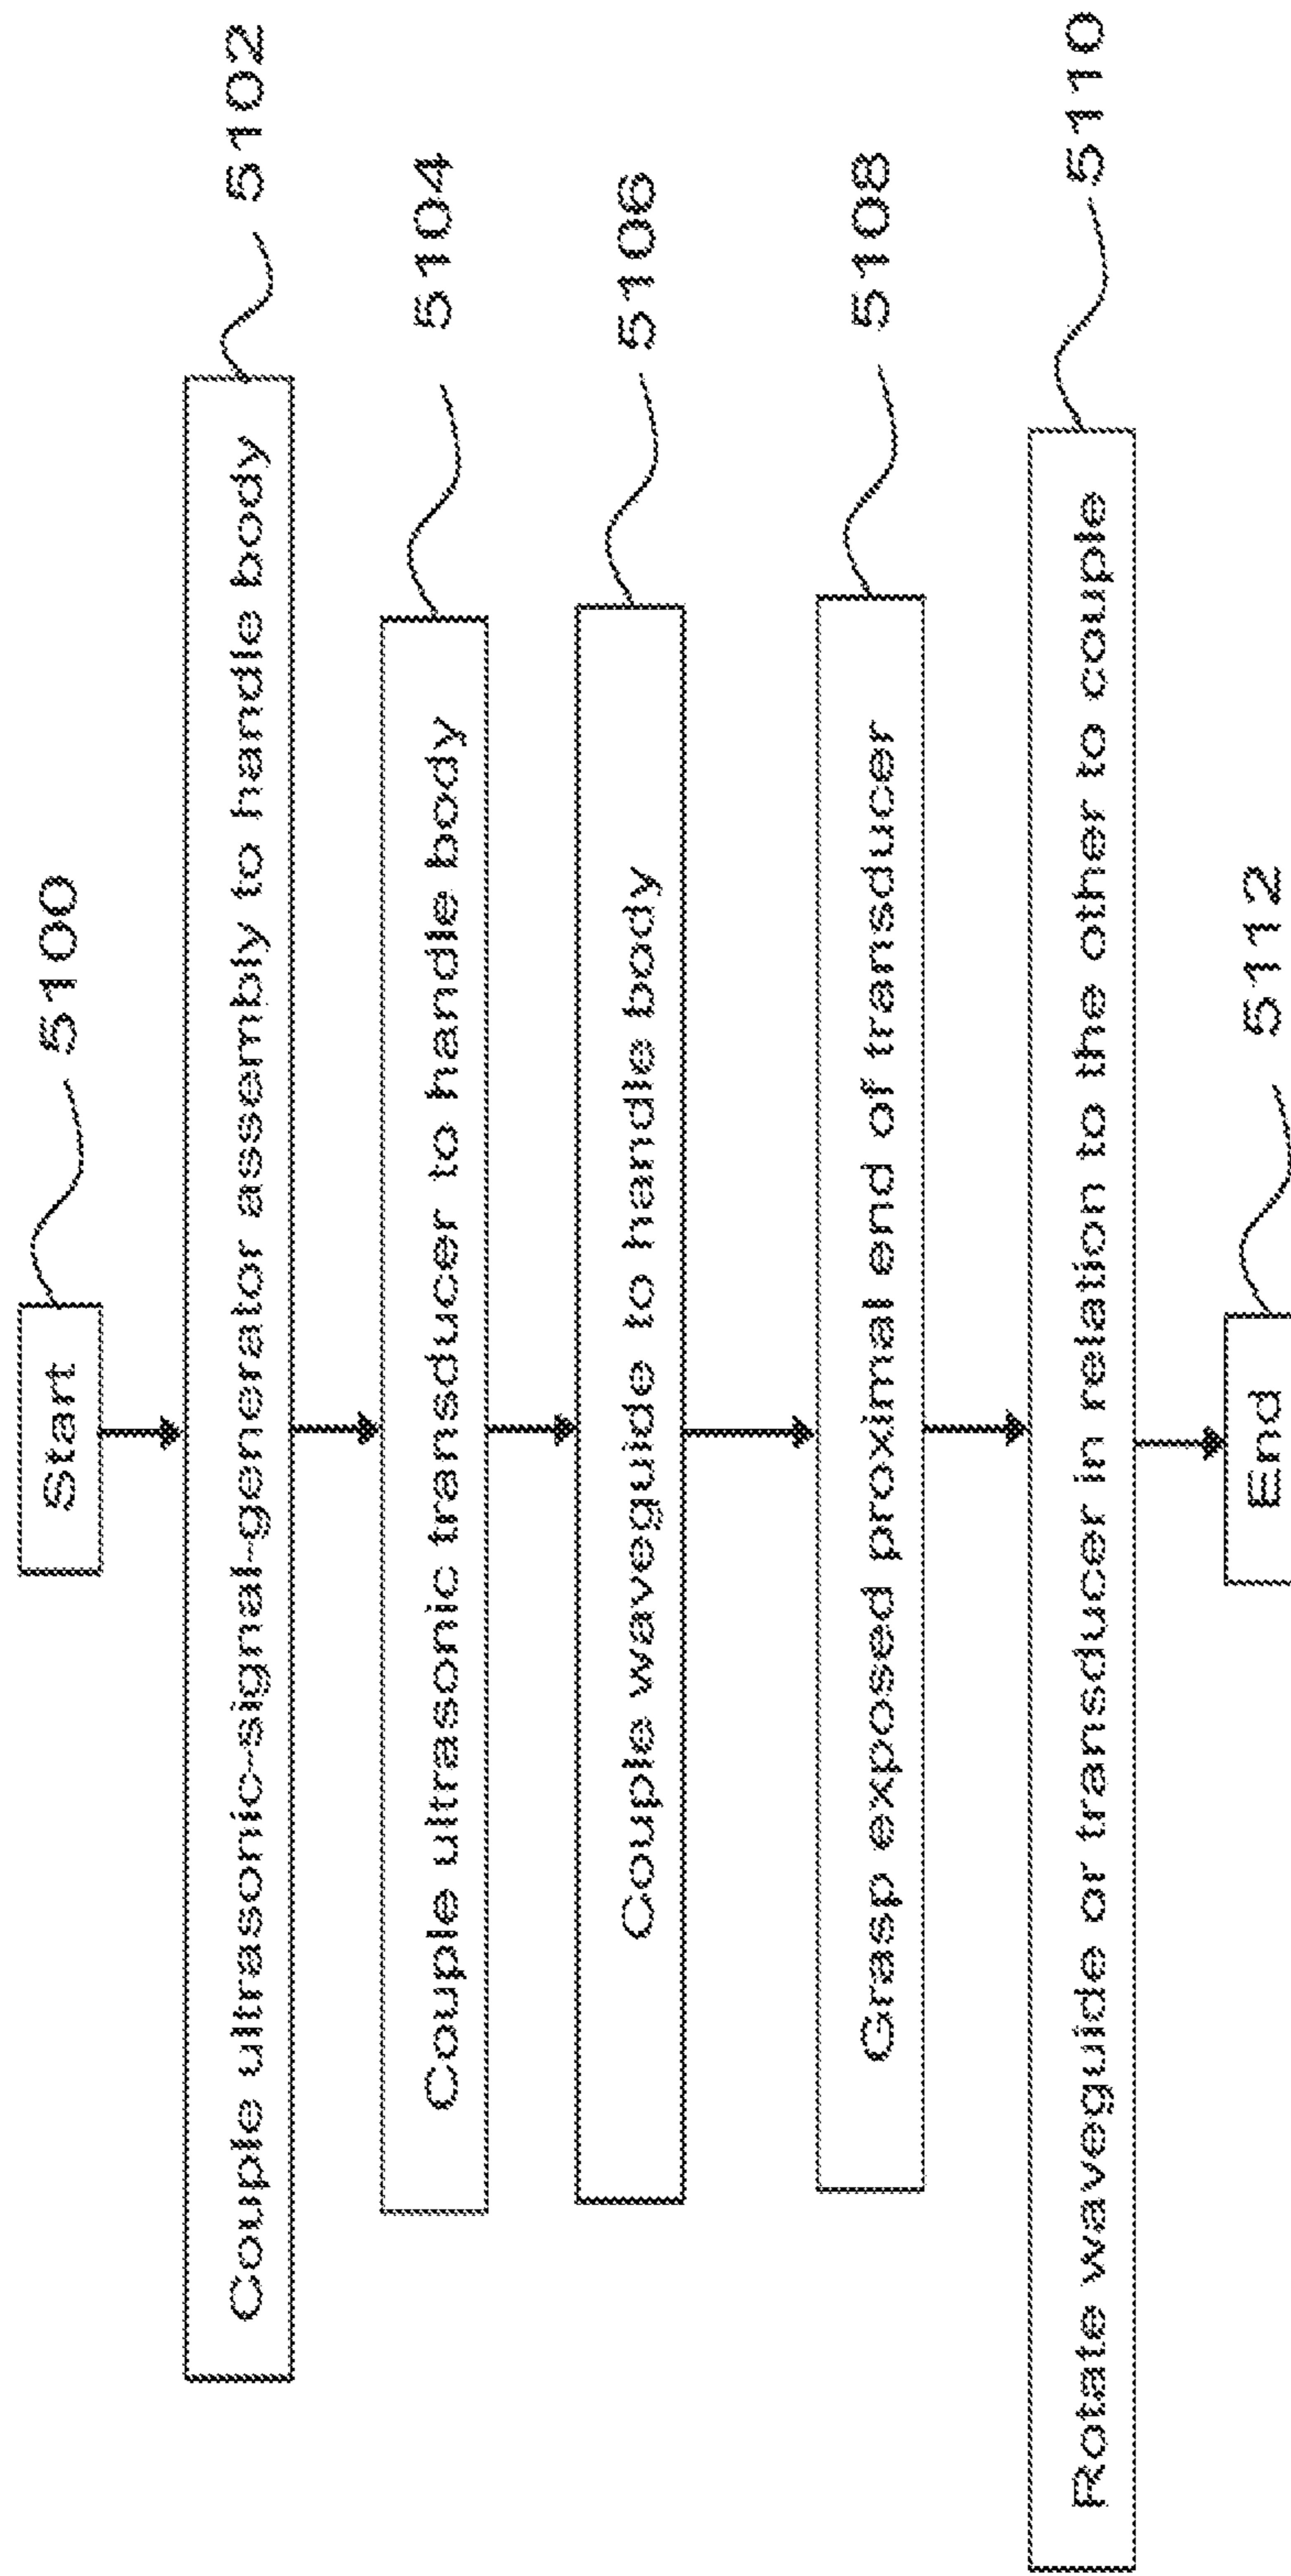 Start
5100
Couple ultrasonic-signal-generator assembly to handle body
5102
Couple ultrasonic transducer to handle body
5104
Couple waveguide to handle body
5106
Grasp exposed proximal end of transducer
5108
Rotate waveguide or transducer in relation to the other to couple
5110
End
5112